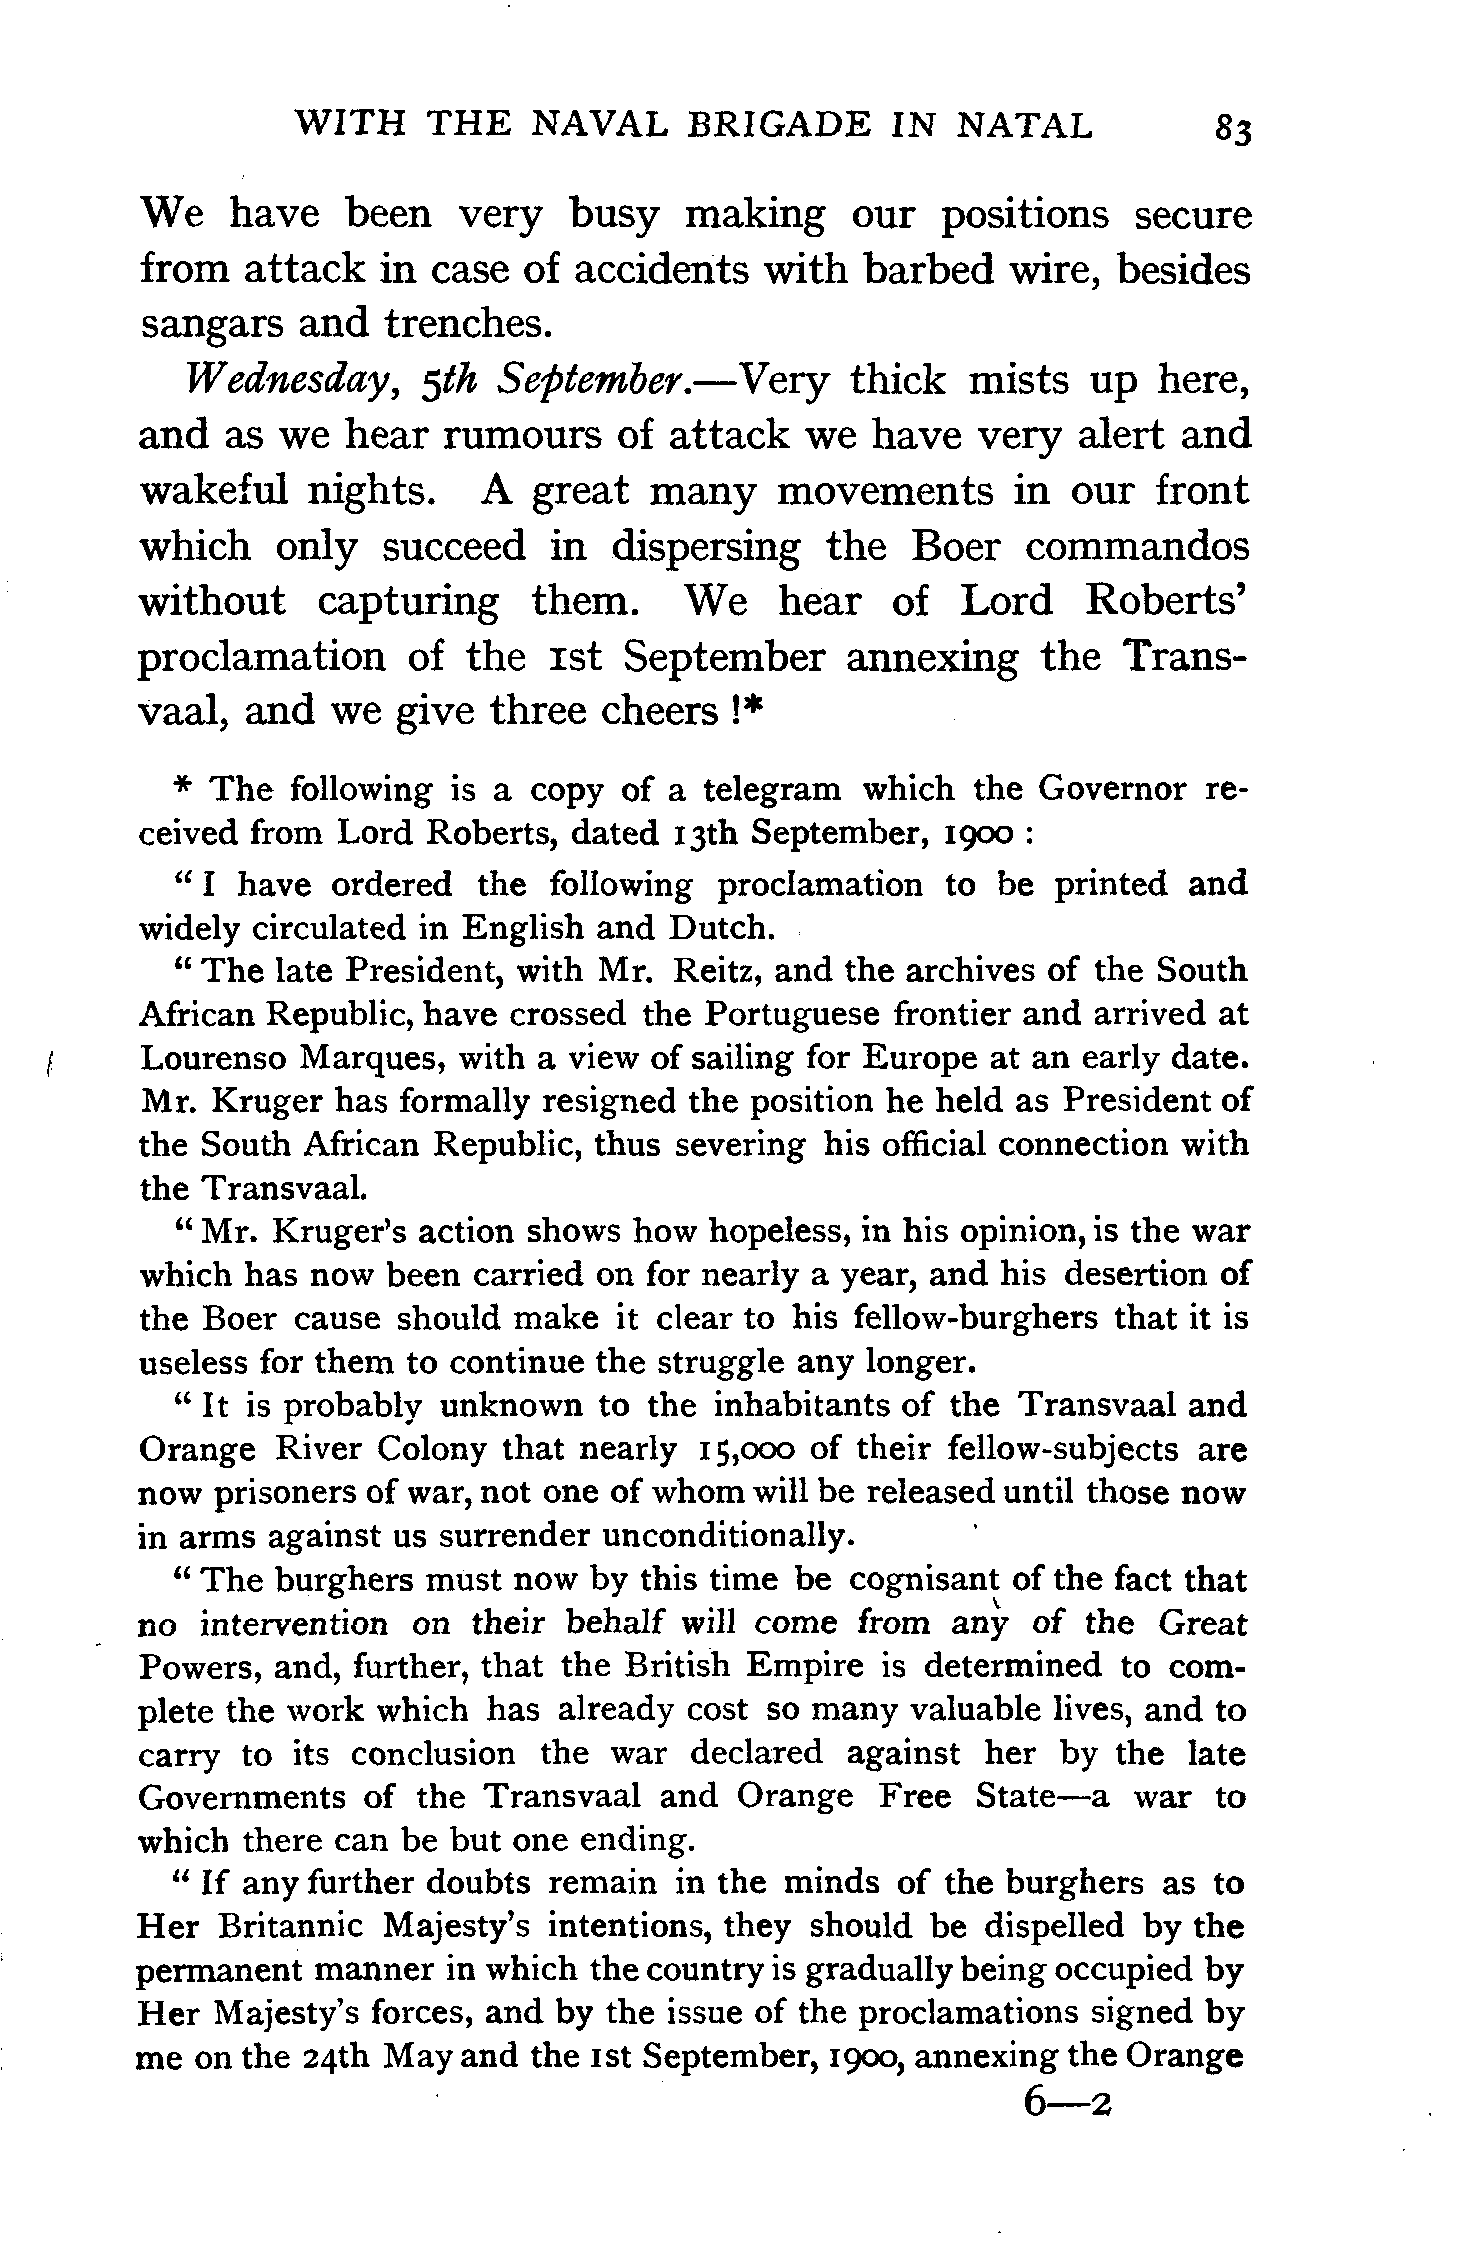 WITH THE NAVAL BRIGADE IN NATAL 83
We have been very busy making our positions secure
from attack in case of accidents with barbed wire, besides
sangars and trenches.
Wednesday, 5th September.—Very thick mists up here,
and as we hear rumours of attack we have very alert and
wakeful nights. A great many movements in our front
which only succeed in dispersing the Boer commandos
without capturing them. We hear of Lord Roberts'
proclamation of the 1st September annexing the Trans-
vaal, and we give three cheers !*
* The following is a copy of a telegram which the Governor re-
ceived from Lord Roberts, dated 13th September, 1900 :
“ I have ordered the following proclamation to be printed and
widely circulated in English and Dutch.
“ The late President, with Mr. Reitz, and the archives of the South
African Republic, have crossed the Portuguese frontier and arrived at
Lourenso Marques, with a view of sailing for Europe at an early date.
Mr. Kruger has formally resigned the position he held as President of
the South African Republic, thus severing his official connection with
the Transvaal.
“ Mr. Kruger's action shows how hopeless, in his opinion, is the war
which has now been carried on for nearly a year, and his desertion of
the Boer cause should make it clear to his fellow-burghers that it is
useless for them to continue the struggle any longer.
“ It is probably unknown to the inhabitants of the Transvaal and
Orange River Colony that nearly 15,000 of their fellow-subjects are
now prisoners of war, not one of whom will be released until those now
in arms against us surrender unconditionally.
“ The burghers must now by this time be cognisant of the fact that
no intervention on their behalf will come from any of the Great
Powers, and, further, that the British Empire is determined to com-
plete the work which has already cost so many valuable lives, and to
carry to its conclusion the war declared against her by the late
Governments of the Transvaal and Orange Free State—a war to
which there can be but one ending.
“ If any further doubts remain in the minds of the burghers as to
Her Britannic Majesty's intentions, they should be dispelled by the
permanent manner in which the country is gradually being occupied by
Her Majesty's forces, and by the issue of the proclamations signed by
me on the 24th May and the 1st September, 1900, annexing the Orange
6—2